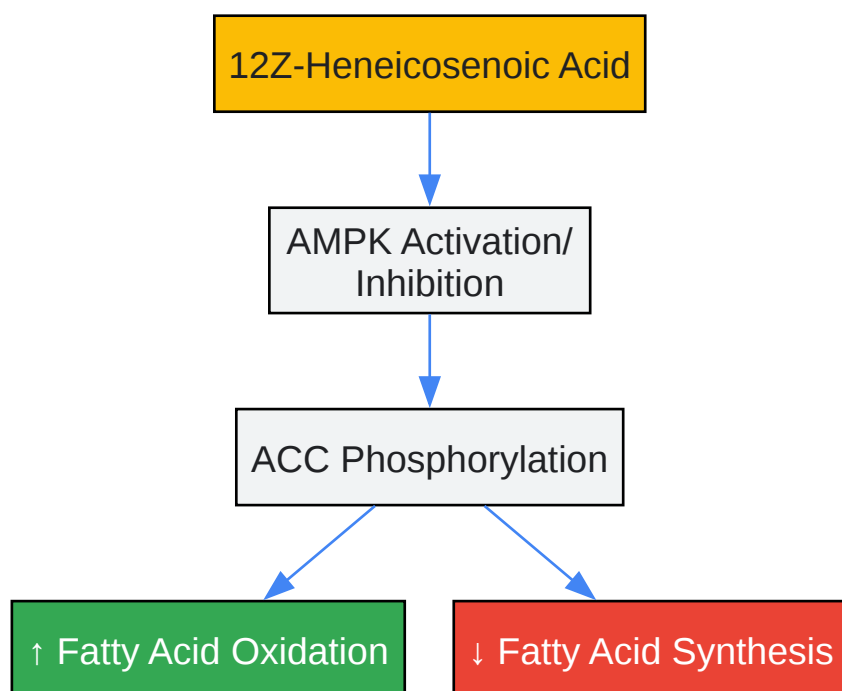 12Z-Heneicosenoic Acid
AMPK Activation/
Inhibition
ACC Phosphorylation
↑ Fatty Acid Oxidation
↓ Fatty Acid Synthesis